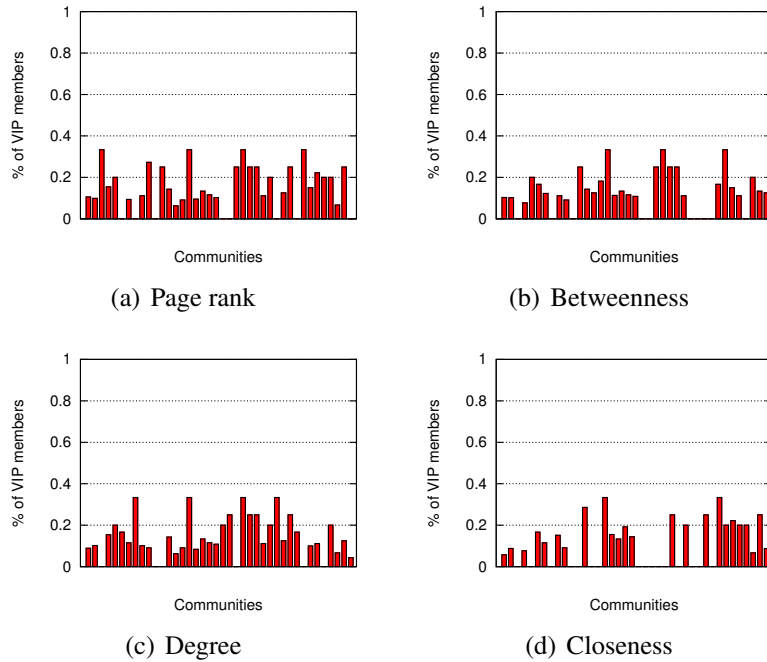 1
0.8
0.6
0.4
0.2
0
% of VIP members
Communities
(a) Page rank
1
0.8
0.6
0.4
0.2
0
% of VIP members
Communities
(b) Betweenness
1
0.8
0.6
0.4
0.2
0
% of VIP members
Communities
(c) Degree
1
0.8
0.6
0.4
0.2
0
% of VIP members
Communities
(d) Closeness